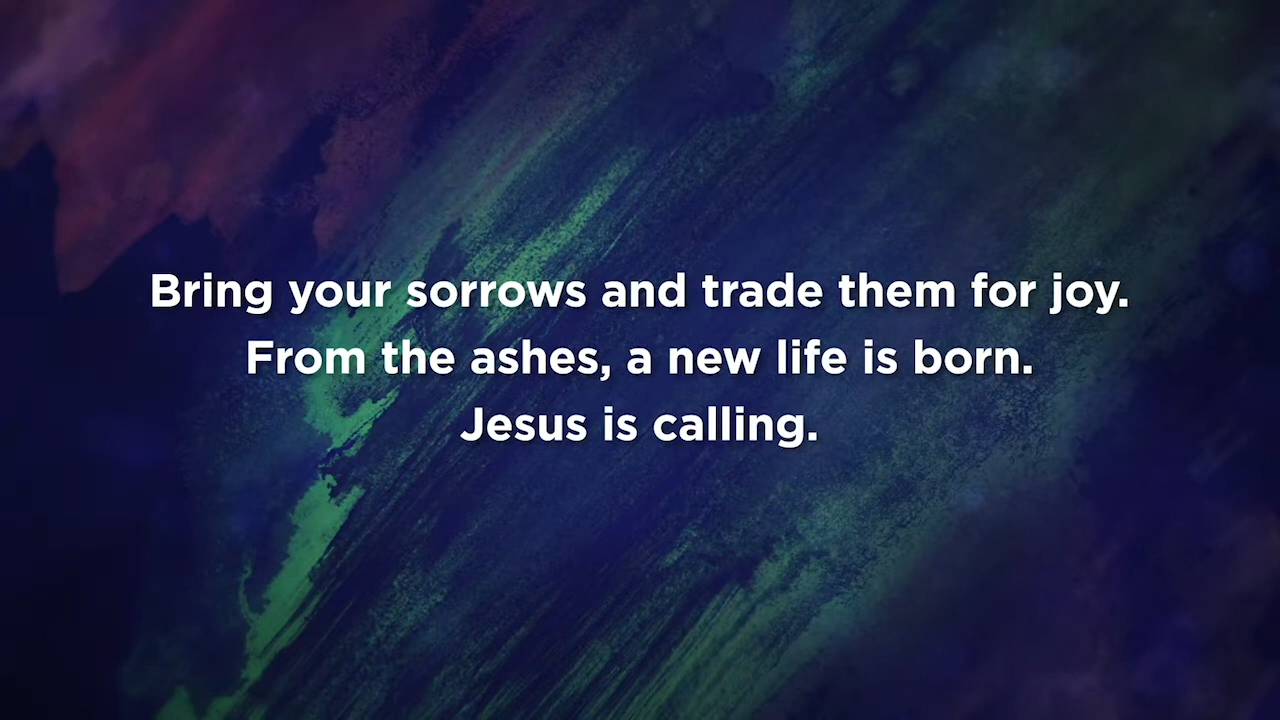 Bring your sorrows and trade them for joy.
From the ashes, a new life is born.
Jesus is calling.